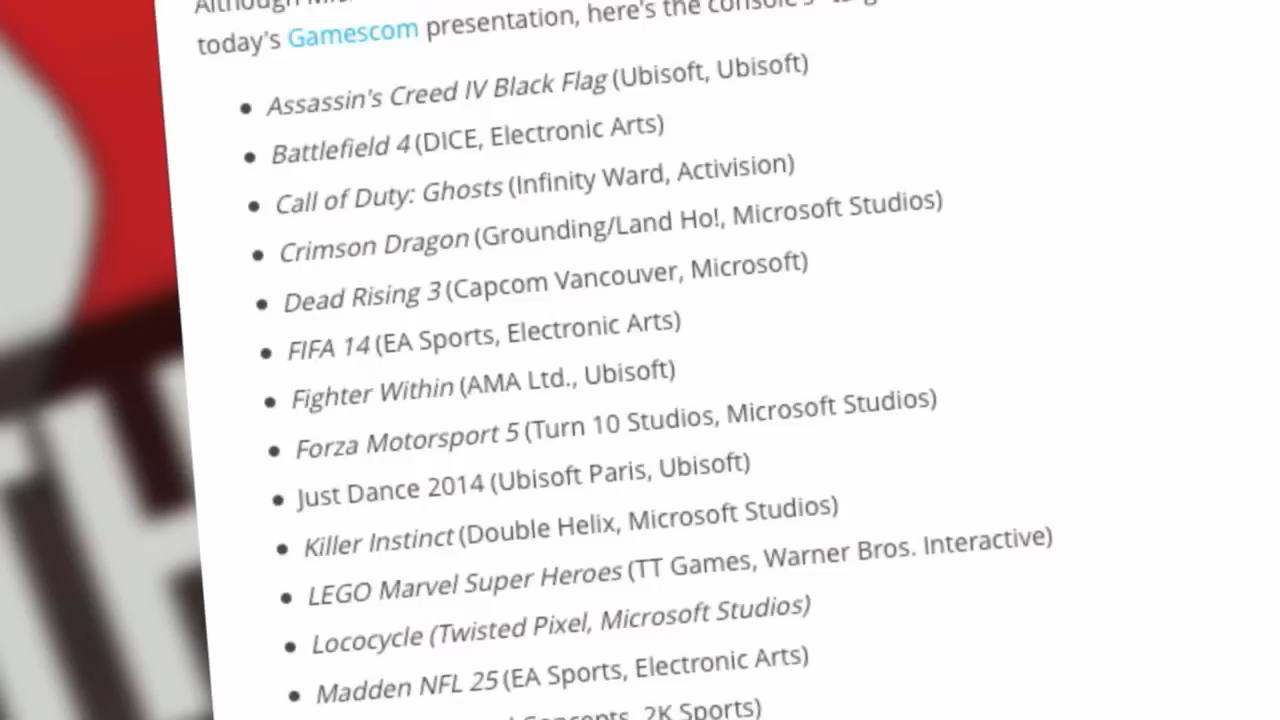 Although
today's Gamescom presentation, here's the console's
Assassin's Creed IV Black Flag (Ubisoft, Ubisoft)
Battlefield 4 (DICE, Electronic Arts)
Call of Duty: Ghosts (Infinity Ward, Activision)
Crimson Dragon (Grounding/Land Ho!, Microsoft Studios)
Dead Rising 3 (Capcom Vancouver, Microsoft)
FIFA 14 (EA Sports, Electronic Arts)
Fighter Within (AMA Ltd., Ubisoft)
Forza Motorsport 5 (Turn 10 Studios, Microsoft Studios)
Just Dance 2014 (Ubisoft Paris, Ubisoft)
Killer Instinct (Double Helix, Microsoft Studios)
LEGO Marvel Super Heroes (TT Games, Warner Bros. Interactive)
Lococycle (Twisted Pixel, Microsoft Studios)
Madden NFL 25 (EA Sports, Electronic Arts)
Concepts, 2K Sports)